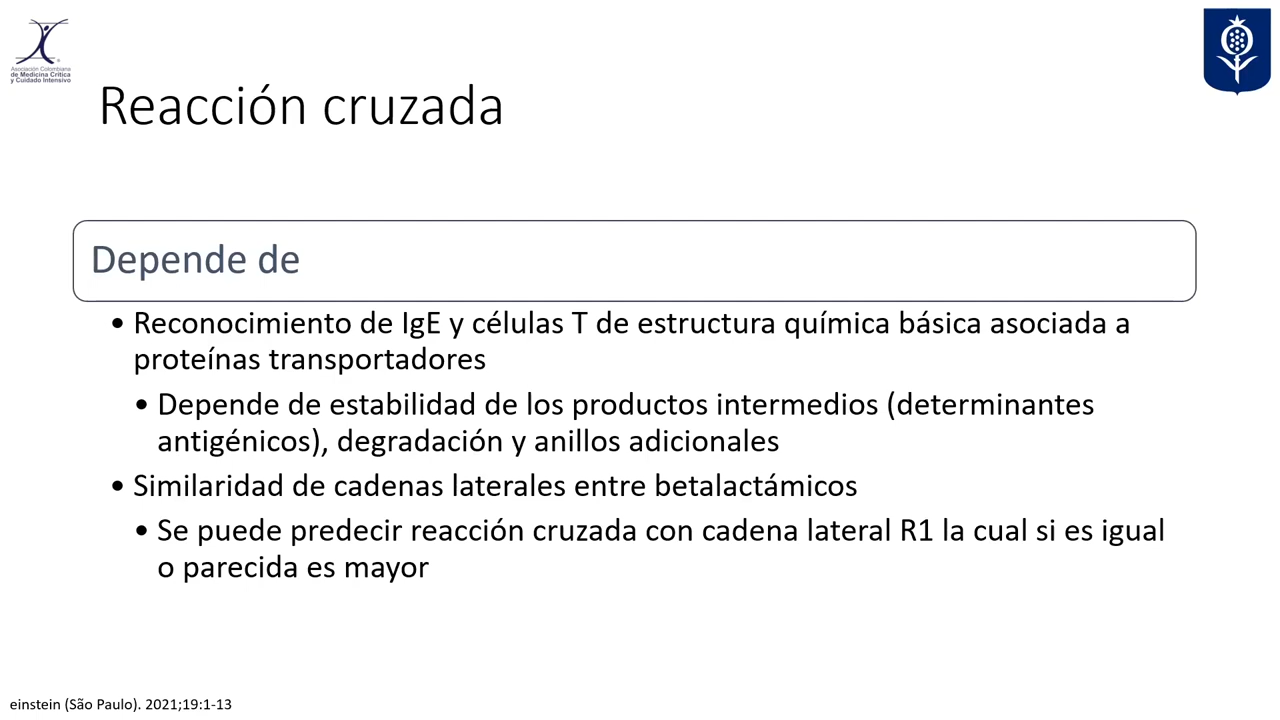 Asociación Colombiana
de Medicina Crítica
y Cuidado Intensivo
Reacción cruzada
Depende de
• Reconocimiento de IgE y células T de estructura química básica asociada a
proteínas transportadores
• Depende de estabilidad de los productos intermedios (determinantes
antigénicos), degradación y anillos adicionales
• Similaridad de cadenas laterales entre betalactámicos
• Se puede predecir reacción cruzada con cadena lateral R1 la cual si es igual
o parecida es mayor
einstein (São Paulo). 2021;19:1-13